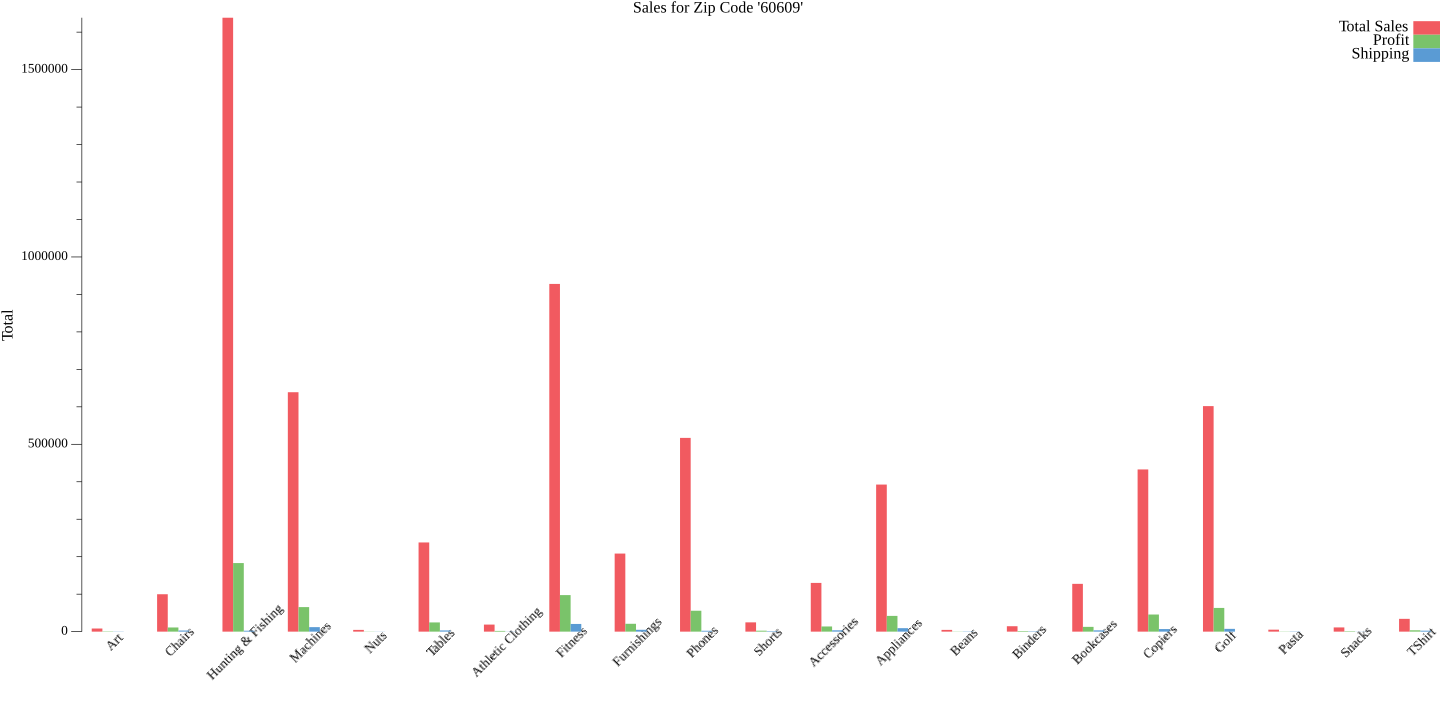 Sales for Zip Code '60609'
Total Sales
Profit
Shipping
1500000
1000000
500000
0
Total
Art
Chairs
Hunting & Fishing
Machines
Nuts
Tables
Athletic Clothing
Fitness
Furnishings
Phones
Shorts
Accessories
Appliances
Beans
Binders
Bookcases
Copiers
Golf
Pasta
Snacks
TShirt